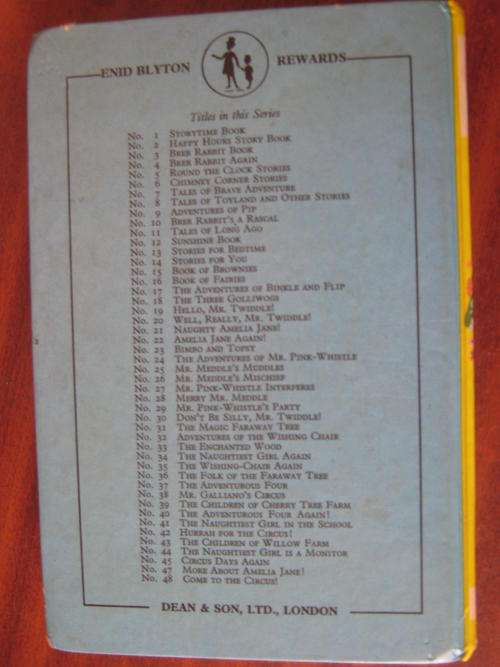 ENID BLYTON REWARDS
Titles in this Series
No. 1 STORYTIME BOOK
No. 2 HAPPY HOURS STORY BOOK
No. 3 BRER RABBIT BOOK
No. 4 BRER RABBIT AGAIN
No. 5 ROUND THE CLOCK STORIES
No. 6 CHIMNEY CORNER STORIES
No. 7 TALES OF BRAVE ADVENTURE
No. 8 TALES OF TOYLAND AND OTHER STORIES
No. 9 ADVENTURES OF PIP
No. 10 BRER RABBIT'S A RASCAL
No. 11 TALES OF LONG AGO
No. 12 SUNSHINE BOOK
No. 13 STORIES FOR BEDTIME
No. 14 STORIES FOR YOU
No. 15 BOOK OF BROWNIES
No. 16 BOOK OF FAIRIES
No. 17 THE ADVENTURES OF BINKLE AND FLIP
No. 18 THE THREE GOLLIWOGS
No. 19 HELLO, MR. TWIDDLE!
No. 20 WELL, REALLY, MR. TWIDDLE!
No. 21 NAUGHTY AMELIA JANE!
No. 22 AMELIA JANE AGAIN!
No. 23 BIMBO AND TOPSY
No. 24 THE ADVENTURES OF MR. PINK-WHISTLE
No. 25 MR. MEDDLE'S MUDDLES
No. 26 MR. MEDDLE'S MISCHIEF
No. 27 MR. PINK-WHISTLE INTERFERES
No. 28 MERRY MR. MEDDLE
No. 29 MR. PINK-WHISTLE'S PARTY
No. 30 DON'T BE SILLY, MR. TWIDDLE!
No. 31 THE MAGIC FARAWAY TREE
No. 32 ADVENTURES OF THE WISHING CHAIR
No. 33 THE ENCHANTED WOOD
No. 34 THE NAUGHTIEST GIRL AGAIN
No. 35 THE WISHING-CHAIR AGAIN
No. 36 THE FOLK OF THE FARAWAY TREE
No. 37 THE ADVENTUROUS FOUR
No. 38 MR. GALLIANO'S CIRCUS
No. 39 THE CHILDREN OF CHERRY TREE FARM
No. 40 THE ADVENTUROUS FOUR AGAIN!
No. 41 THE NAUGHTIEST GIRL IN THE SCHOOL
No. 42 HURRAH FOR THE CIRCUS!
No. 43 THE CHILDREN OF WILLOW FARM
No. 44 THE NAUGHTIEST GIRL IS A MONITOR
No. 45 CIRCUS DAYS AGAIN
No. 47 MORE ABOUT AMELIA JANE!
No. 48 COME TO THE CIRCUS!
DEAN & SON, LTD., LONDON